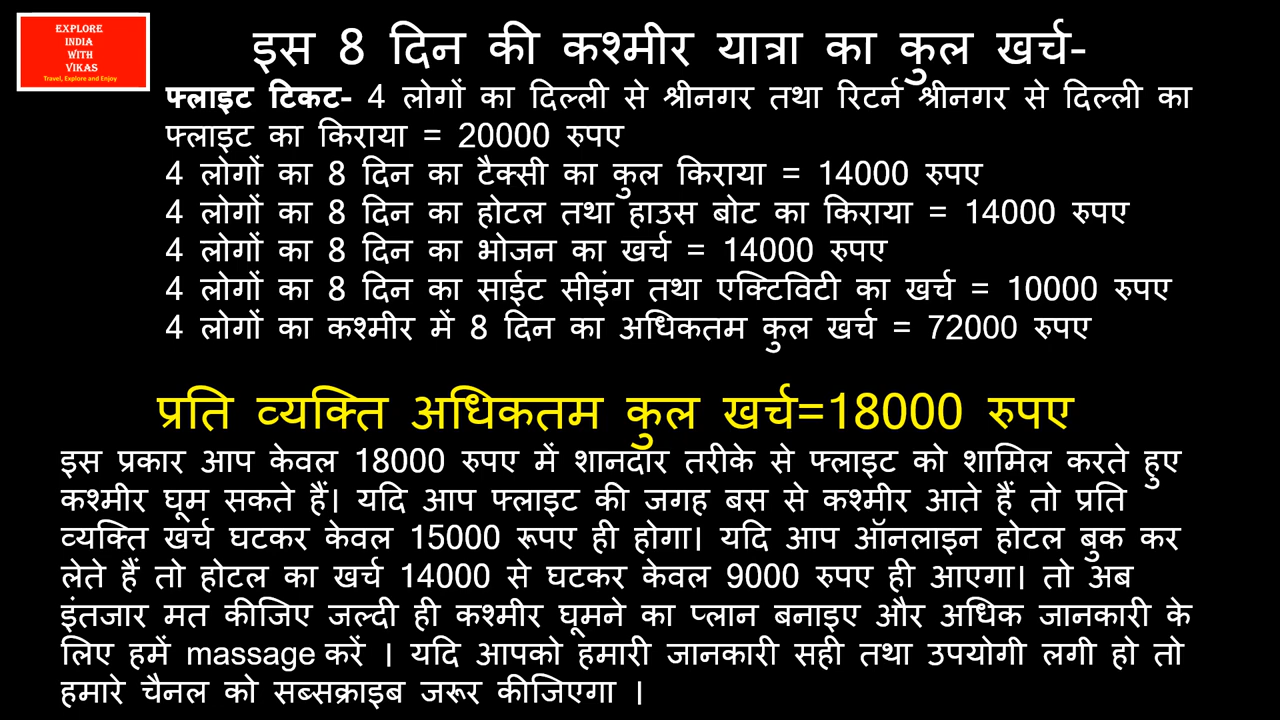 EXPLORE
INDIA
WITH
VIKAS
Travel, Explore and Enjoy
इस 8 दिन की कश्मीर यात्रा का कुल खर्च-
फ्लाइट टिकट- 4 लोगों का दिल्ली से श्रीनगर तथा रिटर्न श्रीनगर से दिल्ली का
फ्लाइट का किराया = 20000 रुपए
4 लोगों का 8 दिन का टैक्सी का कुल किराया = 14000 रुपए
4 लोगों का 8 दिन का होटल तथा हाउस बोट का किराया = 14000 रुपए
4 लोगों का 8 दिन का भोजन का खर्च = 14000 रुपए
4 लोगों का 8 दिन का साईट सीइंग तथा एक्टिविटी का खर्च = 10000 रुपए
4 लोगों का कश्मीर में 8 दिन का अधिकतम कुल खर्च = 72000 रुपए
प्रति व्यक्ति अधिकतम कुल खर्च=18000 रुपए
इस प्रकार आप केवल 18000 रुपए में शानदार तरीके से फ्लाइट को शामिल करते हुए
कश्मीर घूम सकते हैं। यदि आप फ्लाइट की जगह बस से कश्मीर आते हैं तो प्रति
व्यक्ति खर्च घटकर केवल 15000 रूपए ही होगा। यदि आप ऑनलाइन होटल बुक कर
लेते हैं तो होटल का खर्च 14000 से घटकर केवल 9000 रुपए ही आएगा। तो अब
इंतजार मत कीजिए जल्दी ही कश्मीर घूमने का प्लान बनाइए और अधिक जानकारी के
लिए हमें massage करें । यदि आपको हमारी जानकारी सही तथा उपयोगी लगी हो तो
हमारे चैनल को सब्सक्राइब जरूर कीजिएगा ।